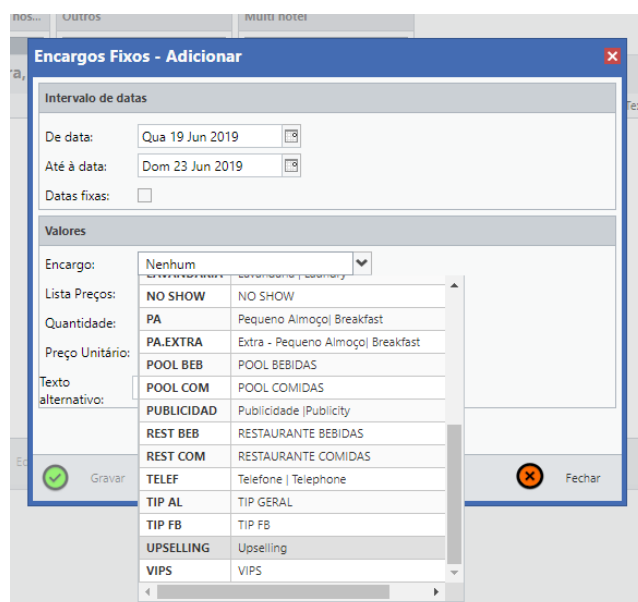 nos... Outros Multi hotel
Encargos Fixos - Adicionar
ra,
Intervalo de datas
De data: Qua 19 Jun 2019
Até à data: Dom 23 Jun 2019
Datas fixas:
Valores
Encargo: Nenhum
Lista Preços: NO SHOW NO SHOW
Quantidade: PA Pequeno Almoço| Breakfast
PA.EXTRA Extra - Pequeno Almoço| Breakfast
Preço Unitário:
POOL BEB POOL BEBIDAS
Texto
alternativo:
POOL COM POOL COMIDAS
PUBLICIDAD Publicidade |Publicity
REST BEB RESTAURANTE BEBIDAS
REST COM RESTAURANTE COMIDAS
Gravar TELEF Telefone | Telephone Fechar
TIP AL TIP GERAL
TIP FB TIP FB
UPSELLING Upselling
VIPS VIPS